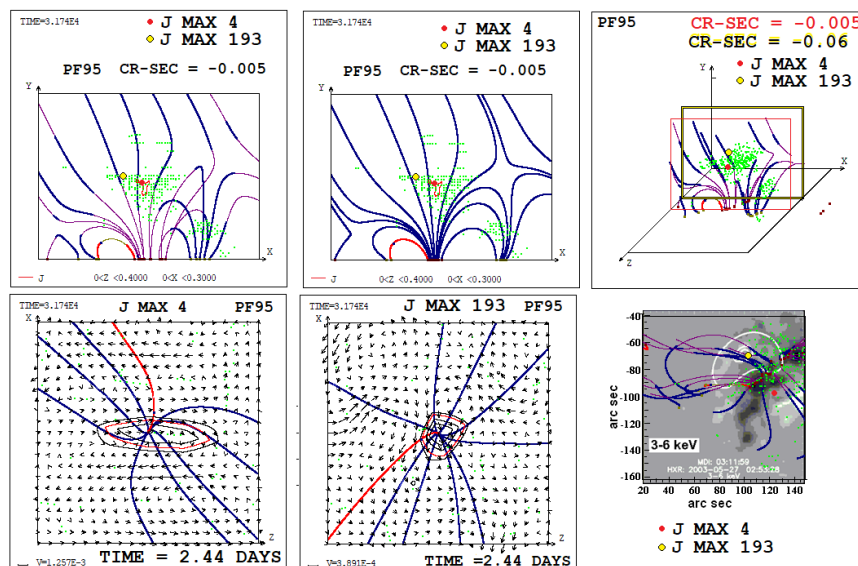 TIME=3.174E4
J MAX 4
J MAX 193
PF95 CR-SEC = -0.005
Y
X
J
0<Z <0.4000 0<X <0.3000
TIME=3.174E4
J MAX 4
J MAX 193
PF95 CR-SEC = -0.005
Y
X
J
0<Z <0.4000 0<X <0.3000
PF95
CR-SEC = -0.005
CR-SEC = -0.06
J MAX 4
J MAX 193
Y
X
Z
TIME=3.174E4
J MAX 4 PF95
X
Z
V=1.257E-3
TIME = 2.44 DAYS
TIME=3.174E4
J MAX 193 PF95
X
Z
V=3.891E-4
TIME =2.44 DAYS
-40
-60
-80
-100
-120
-140
-160
arc sec
3-6 keV
MDI: 03:11:59
HXR: 2003-05-27 02:53:28
20 40 60 80 100 120 140
arc sec
J MAX 4
J MAX 193